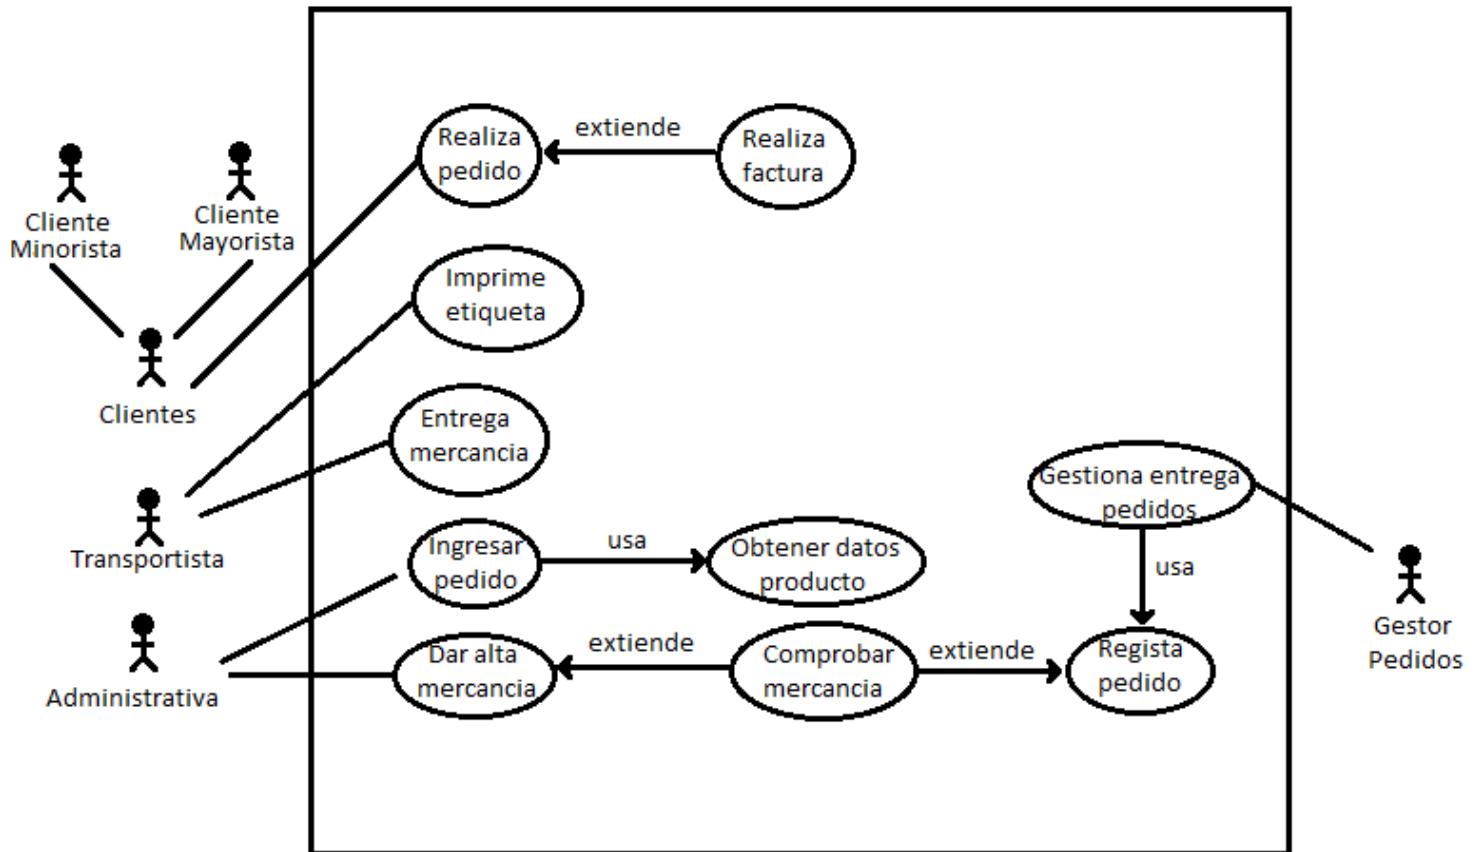 Realiza
pedido
extiende
Realiza
factura
Cliente
Minorista
Cliente
Mayorista
Imprime
etiqueta
Clientes
Entrega
mercancia
Gestiona entrega
pedidos
Transportista
Ingresar
pedido
usa
Obtener datos
producto
usa
Gestor
Pedidos
Administrativa
Dar alta
mercancia
extiende
Comprobar
mercancia
extiende
Regista
pedido